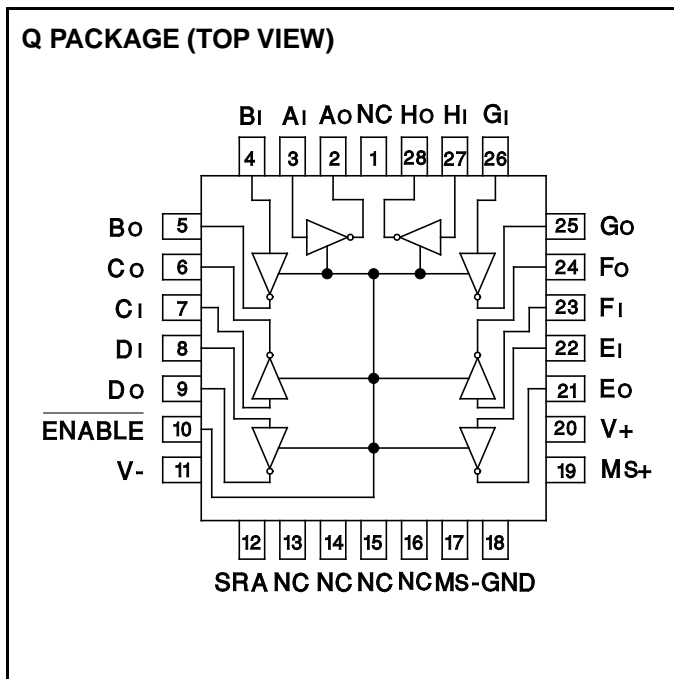 Q PACKAGE (TOP VIEW)
BI AI AO NC HO HI GI
4 3 2 1 28 27 26
BO 5 25 GO
CO 6 24 FO
CI 7 23 FI
DI 8 22 EI
DO 9 21 EO
ENABLE 10 20 V+
V- 11 19 MS+
12 13 14 15 16 17 18
SRA NC NC NC NC MS- GND